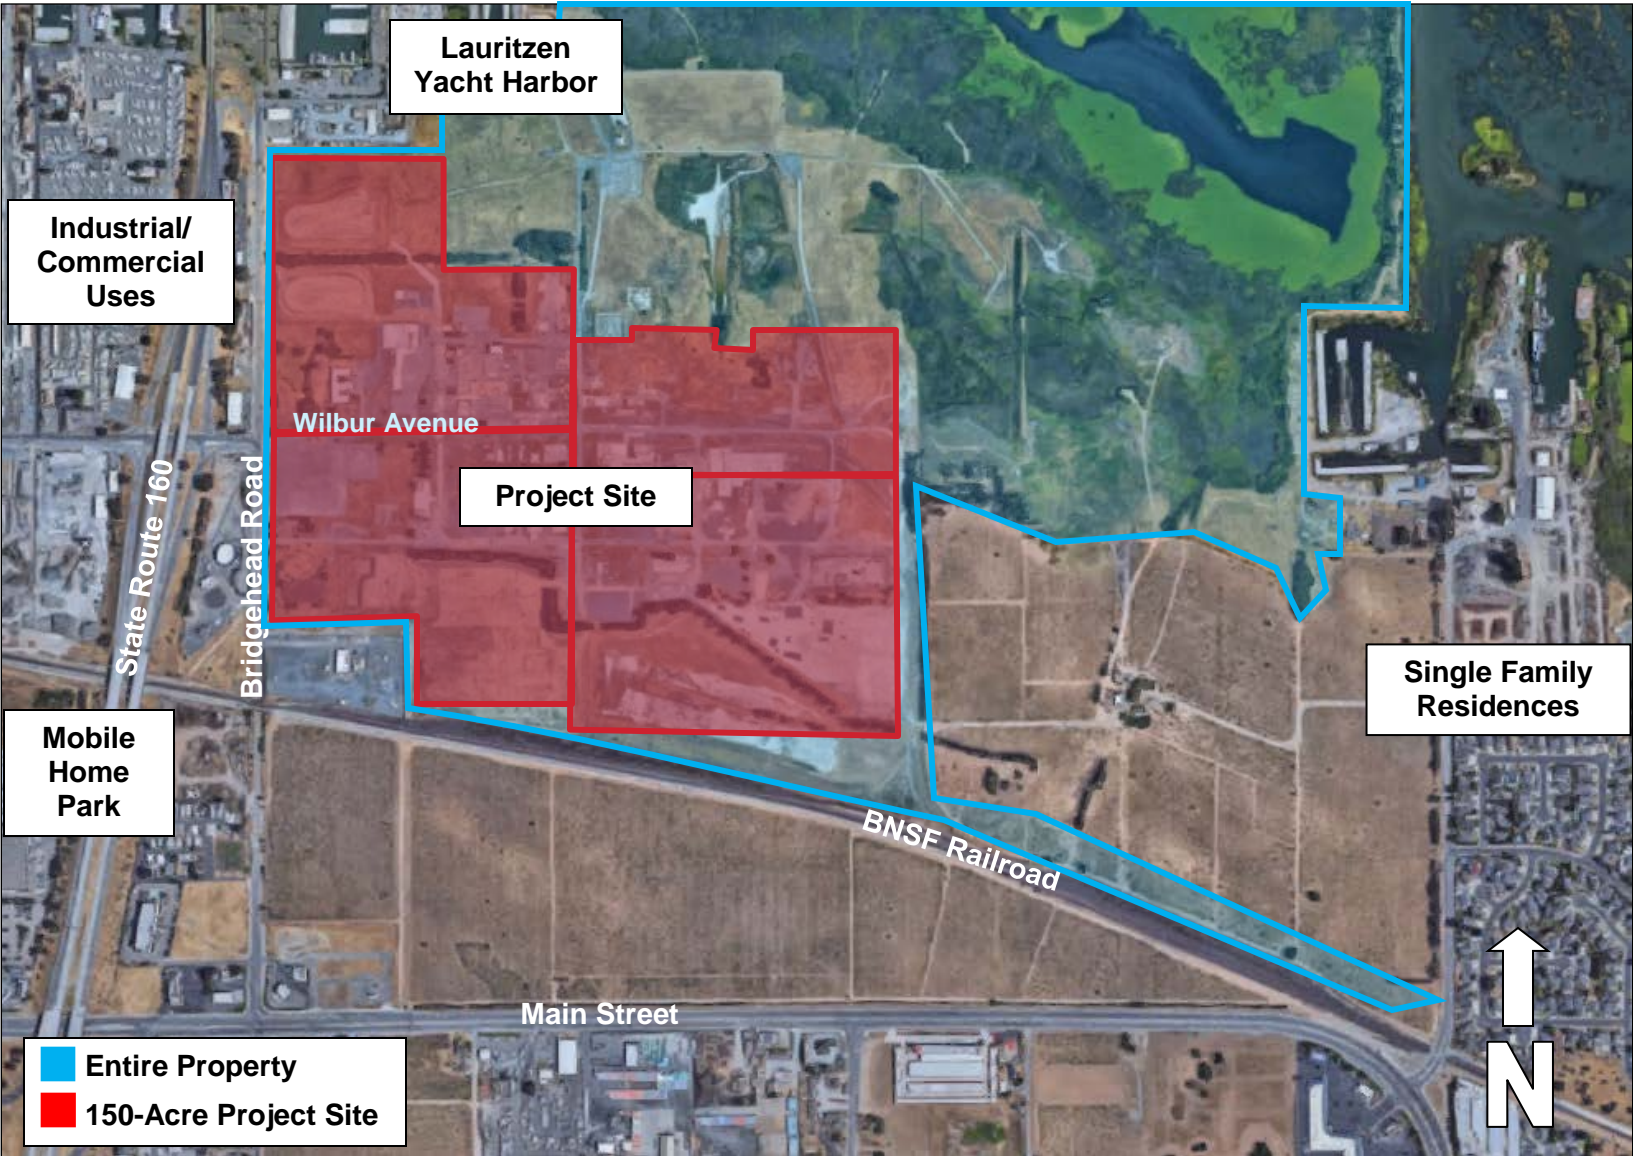 Lauritzen
Yacht Harbor
Industrial/
Commercial
Uses
Wilbur Avenue
Project Site
State Route 160
Bridgehead Road
Single Family
Residences
Mobile
Home
Park
BNSF Railroad
Main Street
Entire Property
150-Acre Project Site
N